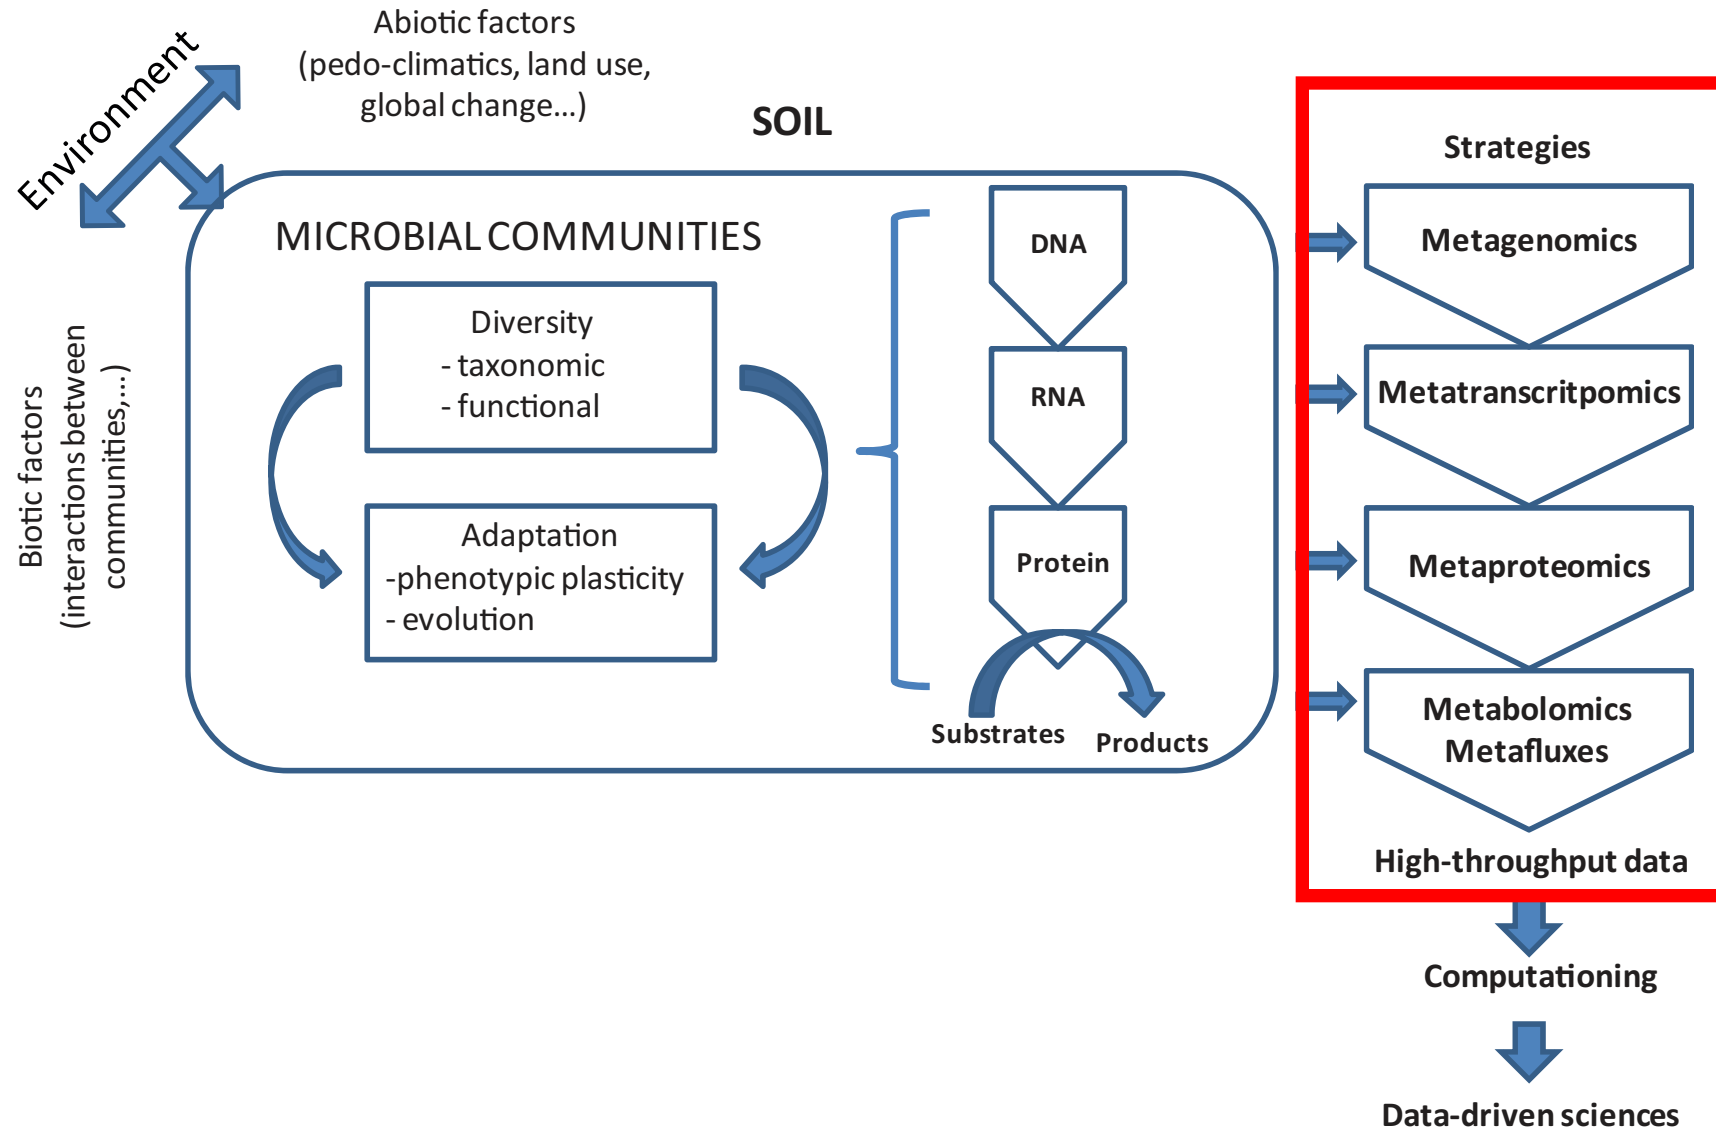 Environment
Abiotic factors
(pedo-climatics, land use,
global change...)
SOIL
Biotic factors
(interactions between
communities,...)
MICROBIAL COMMUNITIES
Diversity
- taxonomic
- functional
Adaptation
-phenotypic plasticity
- evolution
DNA
RNA
Protein
Substrates
Products
Strategies
Metagenomics
Metatranscritpomics
Metaproteomics
Metabolomics
Metafluxes
High-throughput data
Computationing
Data-driven sciences